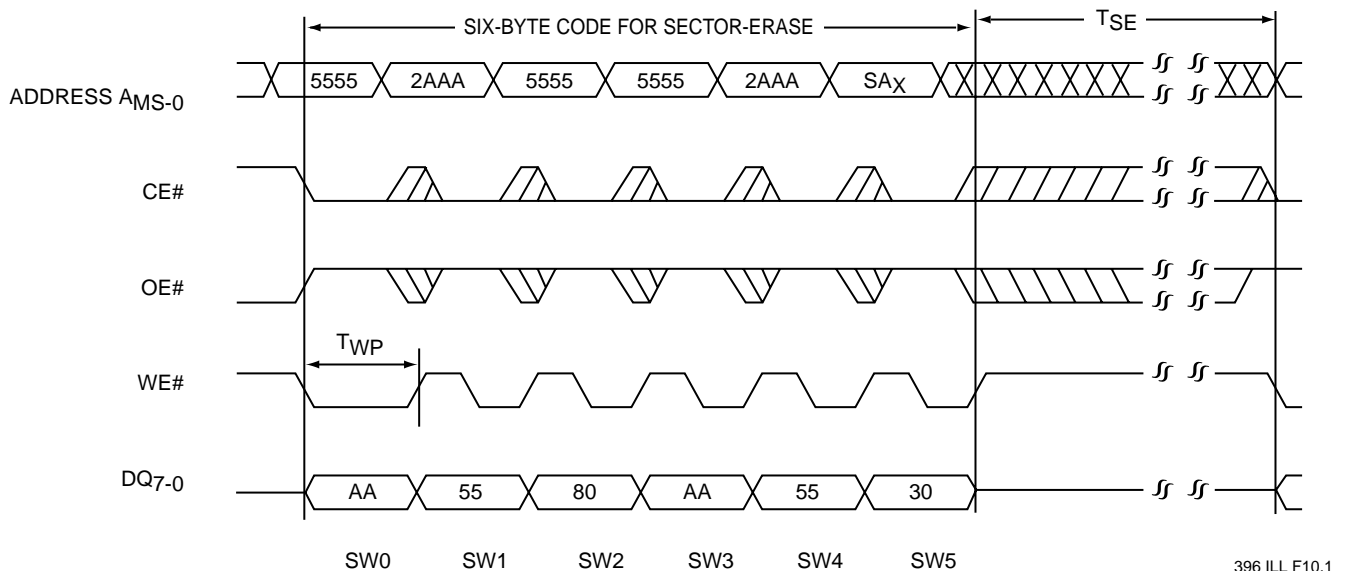 SIX-BYTE CODE FOR SECTOR-ERASE
TSE
ADDRESS AMS-0
5555 2AAA 5555 5555 2AAA SAX
CE#
OE#
TWP
WE#
DQ7-0
AA 55 80 AA 55 30
SW0 SW1 SW2 SW3 SW4 SW5
396 ILL F10.1